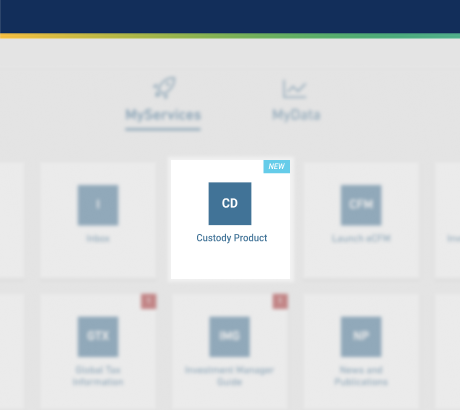 MyServices
MyData
NEW
I
CD
CFM
Inbox
Custody Product
Launch eCFM
GTX
IMG
NP
Global Tax
Information
Investment Manager
Guide
News and
Publications